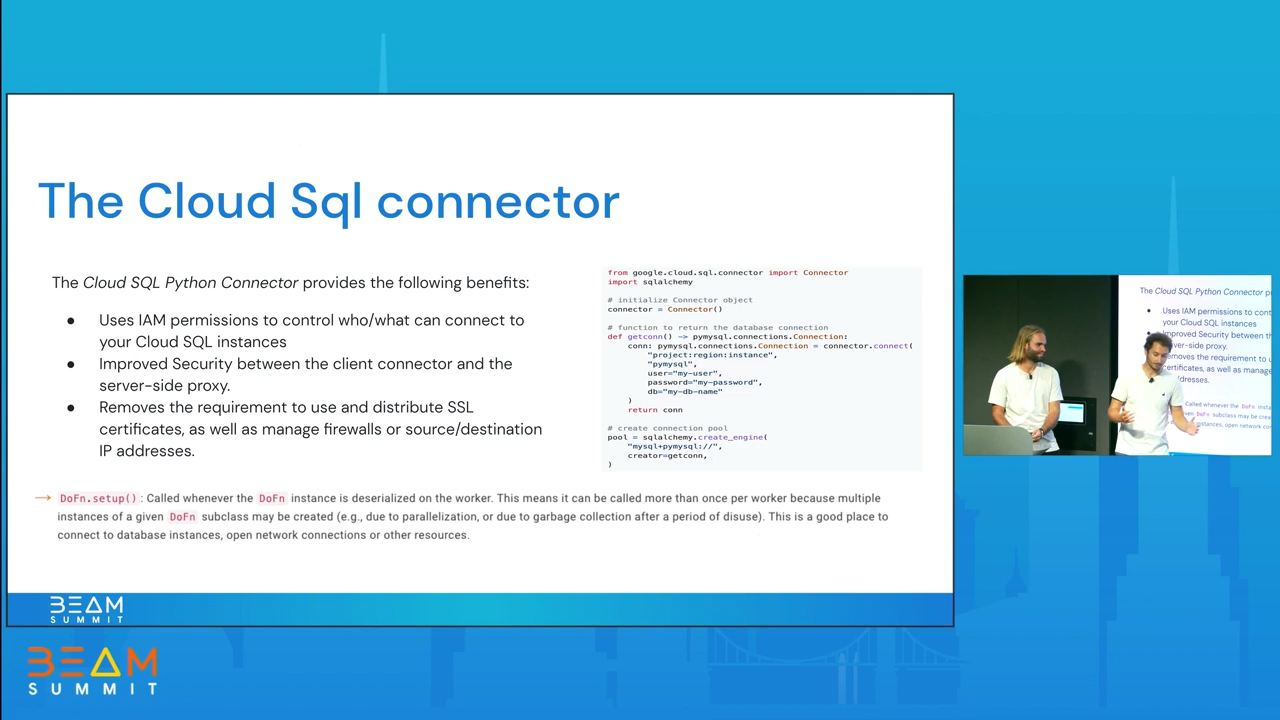 The Cloud Sql connector
The Cloud SQL Python Connector provides the following benefits:
● Uses IAM permissions to control who/what can connect to
your Cloud SQL instances
● Improved Security between the client connector and the
server-side proxy.
● Removes the requirement to use and distribute SSL
certificates, as well as manage firewalls or source/destination
IP addresses.
from google.cloud.sql.connector import Connector
import sqlalchemy
# initialize Connector object
connector = Connector()
# function to return the database connection
def getconn() -> pymysql.connections.Connection:
conn: pymysql.connections.Connection = connector.connect(
"project:region:instance",
"pymysql",
user="my-user",
password="my-password",
db="my-db-name"
)
return conn
# create connection pool
pool = sqlalchemy.create_engine(
"mysql+pymysql://",
creator=getconn,
)
→ DoFn.setup() : Called whenever the DoFn instance is deserialized on the worker. This means it can be called more than once per worker because multiple
instances of a given DoFn subclass may be created (e.g., due to parallelization, or due to garbage collection after a period of disuse). This is a good place to
connect to database instances, open network connections or other resources.
BEAM
SUMMIT
BEAM
SUMMIT
The Cloud SQL Python Connector
Uses IAM permissions to
your Cloud SQL instances
Improved Security between
server-side proxy.
certificates, as well as
Called whenever the DoFn
DoFn subclass may be